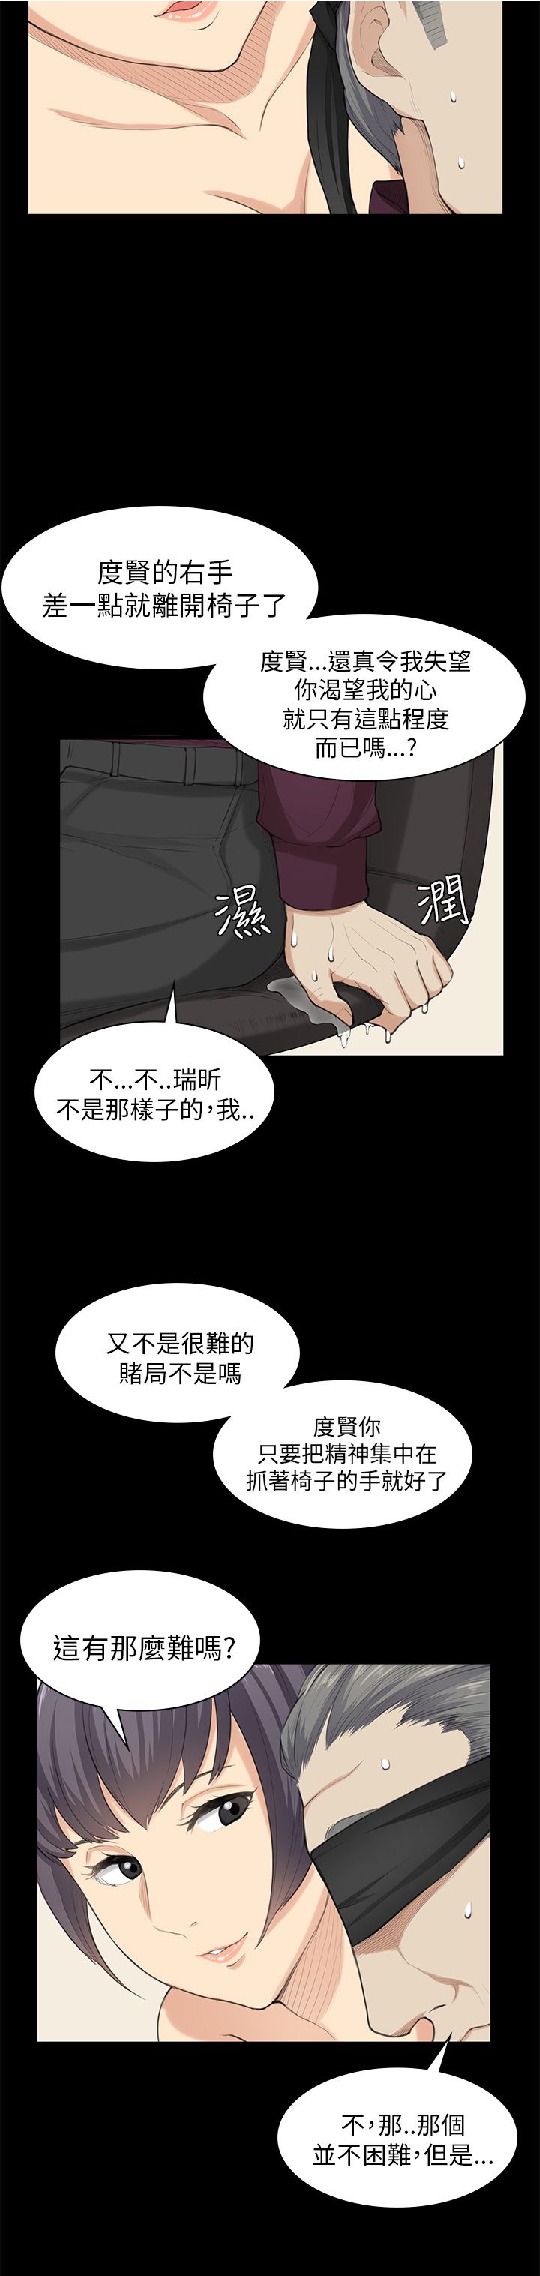 度賢的右手
差一點就離開椅子了
度賢...還真令我失望
你渴望我的心
就只有這點程度
而已嗎...?
濕
潤
不...不..瑞昕
不是那樣子的,我..
又不是很難的
賭局不是嗎
度賢你
只要把精神集中在
抓著椅子的手就好了
這有那麼難嗎?
不,那..那個
並不困難,但是...